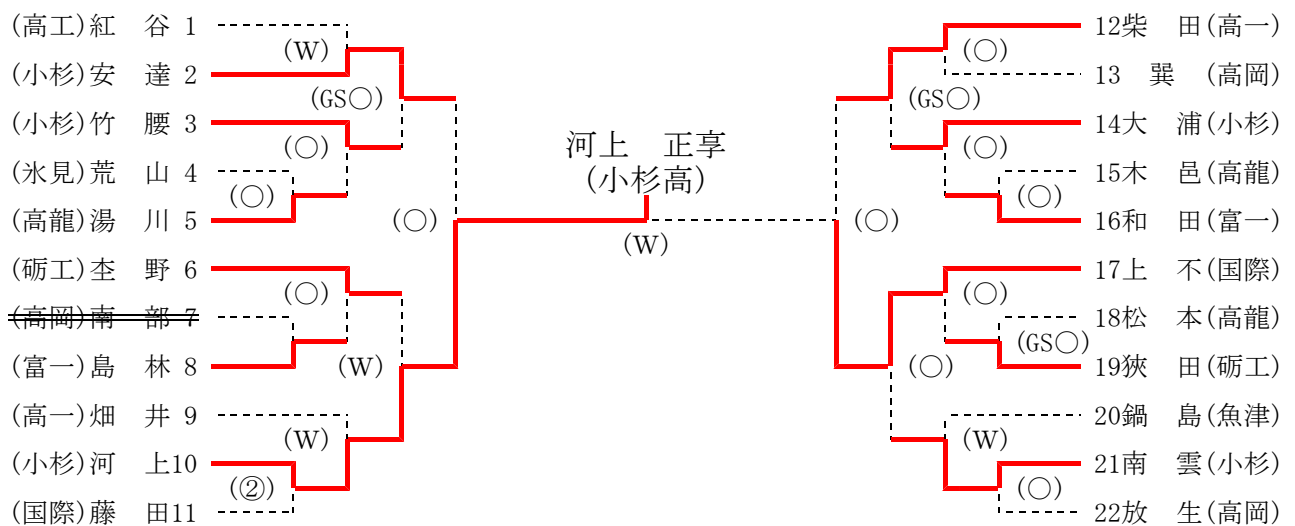 (高工)紅　谷 1
(W)
(小杉)安　達 2
(GS○)
(小杉)竹　腰 3
(○)
(氷見)荒　山 4
(○)
(高龍)湯　川 5
(○)
(砺工)杢　野 6
(○)
(高岡)南　部 7
(富一)島　林 8
(W)
(高一)畑　井 9
(W)
(小杉)河　上10
(②)
(国際)藤　田11
河上　正享
(小杉高)
(W)
12柴　田(高一)
(○)
13　巽　(高岡)
(GS○)
14大　浦(小杉)
(○)
15木　邑(高龍)
(○)
16和　田(富一)
(○)
17上　不(国際)
(○)
18松　本(高龍)
(GS○)
19狹　田(砺工)
(○)
20鍋　島(魚津)
(W)
21南　雲(小杉)
(○)
22放　生(高岡)